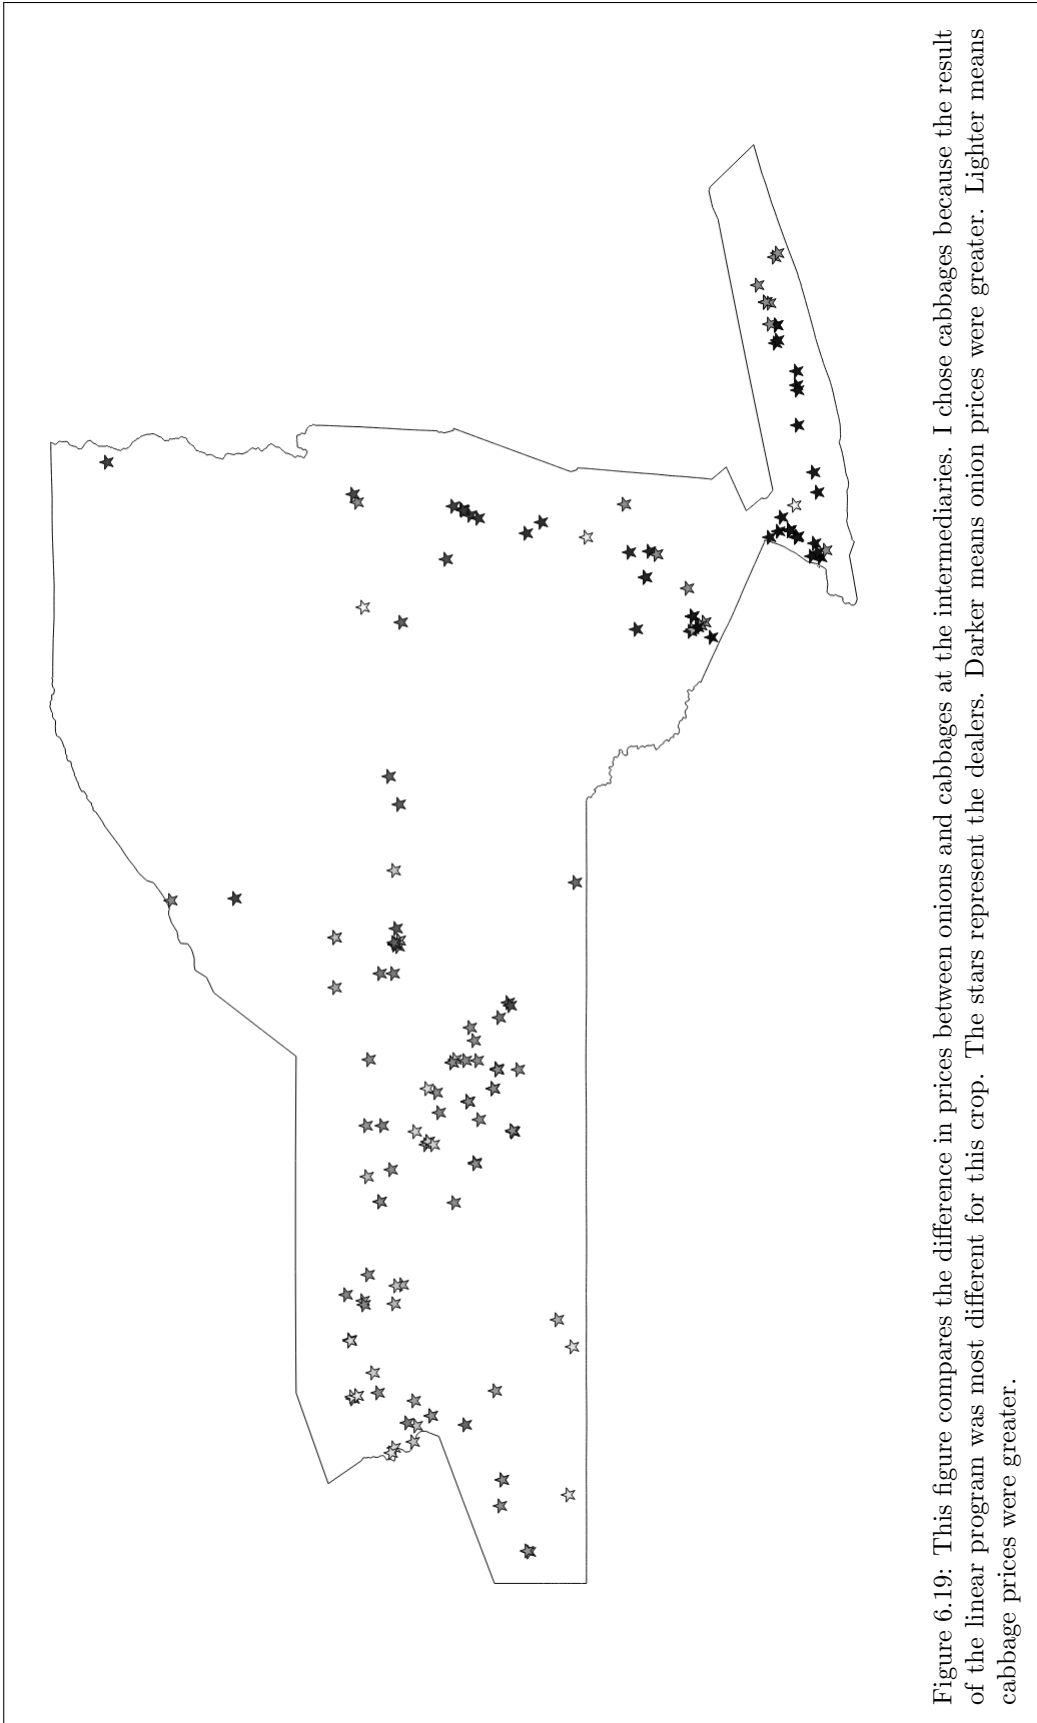 Figure 6.19: This figure compares the difference in prices between onions and cabbages at the intermediaries. I chose cabbages because the result
of the linear program was most different for this crop. The stars represent the dealers. Darker means onion prices were greater. Lighter means
cabbage prices were greater.